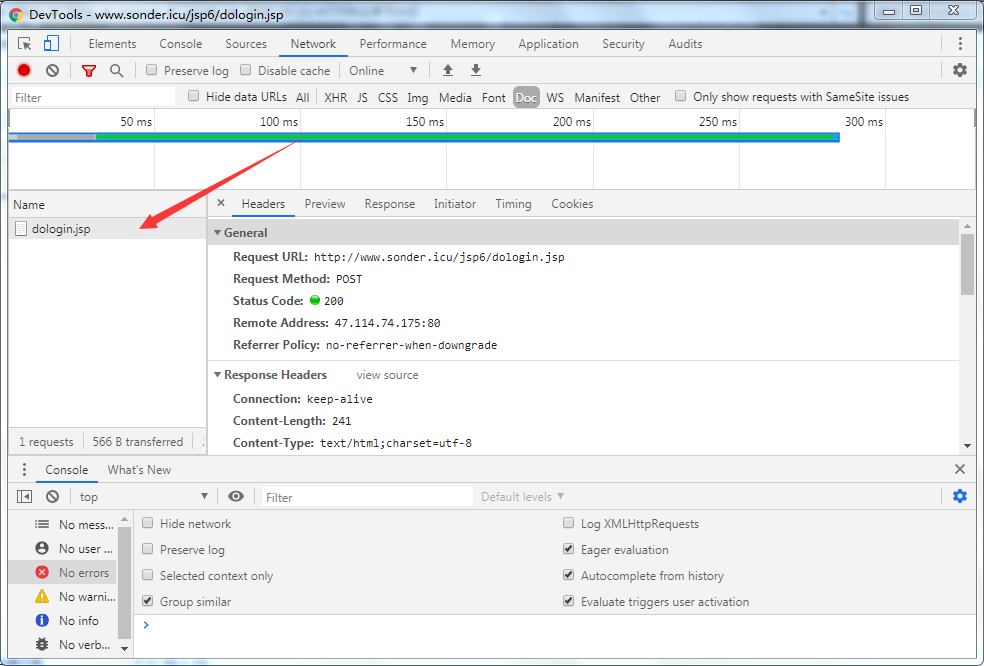 DevTools - www.sonder.icu/jsp6/dologin.jsp
Elements Console Sources Network Performance Memory Application Security Audits
Preserve log Disable cache Online
Filter Hide data URLs All XHR JS CSS Img Media Font Doc WS Manifest Other Only show requests with SameSite issues
50 ms 100 ms 150 ms 200 ms 250 ms 300 ms
Name
dologin.jsp
1 requests 566 B transferred
Headers Preview Response Initiator Timing Cookies
General
Request URL: http://www.sonder.icu/jsp6/dologin.jsp
Request Method: POST
Status Code: 200
Remote Address: 47.114.74.175:80
Referrer Policy: no-referrer-when-downgrade
Response Headers view source
Connection: keep-alive
Content-Length: 241
Content-Type: text/html;charset=utf-8
Console What's New
top Filter Default levels
No mess...
No user ...
No errors
No warni...
No info
No verb...
Hide network Log XMLHttpRequests
Preserve log Eager evaluation
Selected context only Autocomplete from history
Group similar Evaluate triggers user activation